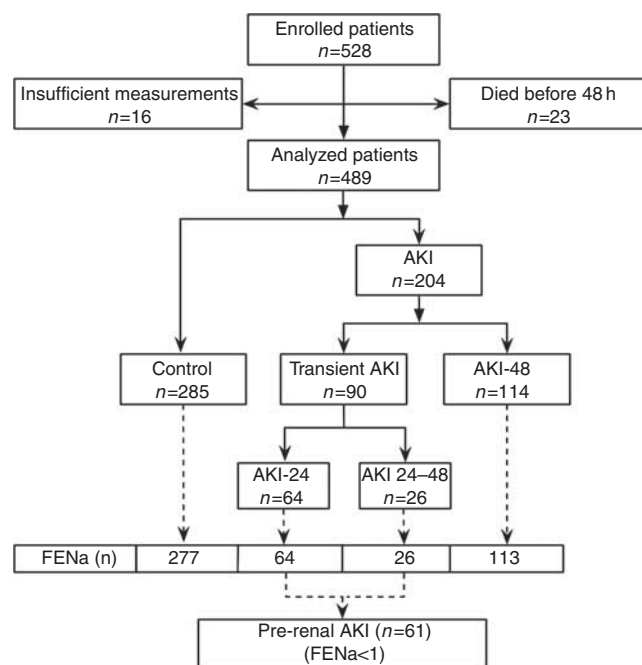 Enrolled patients
n=528
Insufficient measurements
n=16
Died before 48 h
n=23
Analyzed patients
n=489
AKI
n=204
Control
n=285
Transient AKI
n=90
AKI-48
n=114
AKI-24
n=64
AKI 24–48
n=26
FENa (n) 277 64 26 113
Pre-renal AKI (n=61)
(FENa<1)